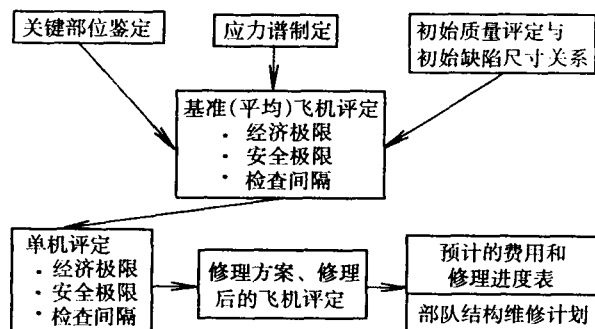 关键部位鉴定
应力谱制定
初始质量评定与
初始缺陷尺寸关系
基准(平均)飞机评定
· 经济极限
· 安全极限
· 检查间隔
单机评定
· 经济极限
· 安全极限
· 检查间隔
修理方案、修理
后的飞机评定
预计的费用和
修理进度表
部队结构维修计划